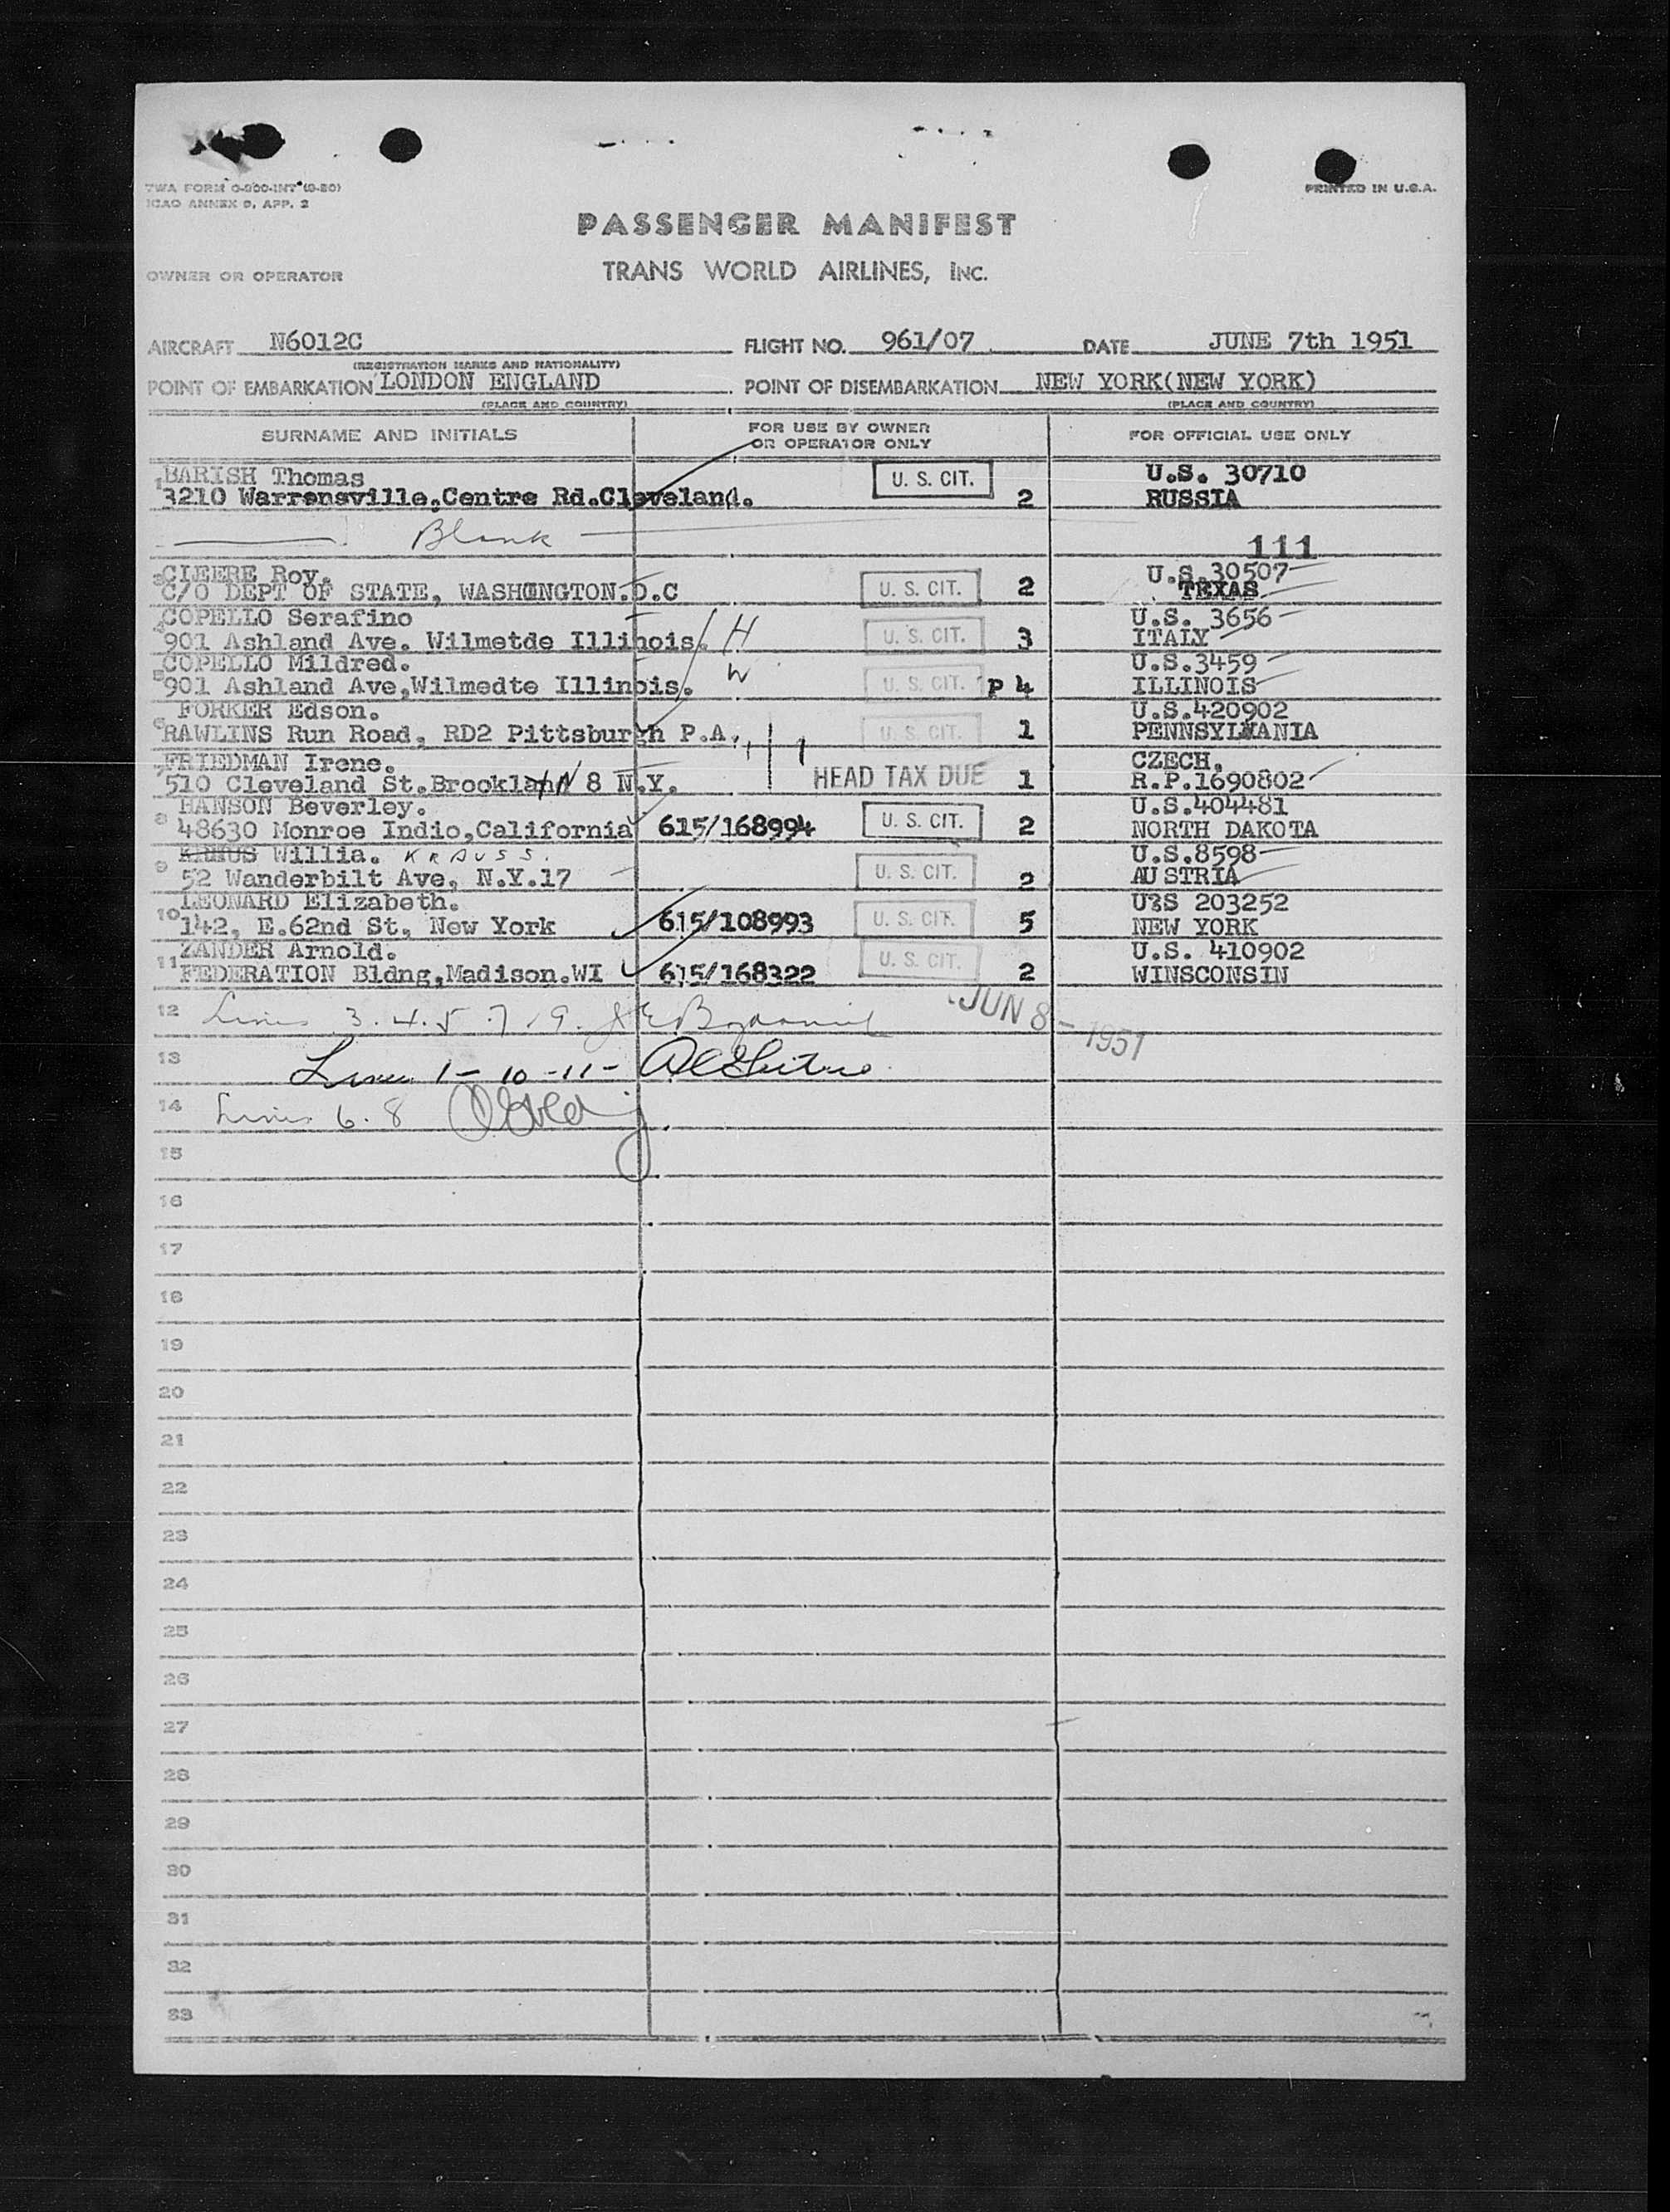 TWA FORM O-900-INT (9-50)
ICAO ANNEX 9, APP. 2
PRINTED IN U.S.A.
PASSENGER MANIFEST
OWNER OR OPERATOR
TRANS WORLD AIRLINES, INC.
AIRCRAFT N6012C FLIGHT NO. 961/07 DATE JUNE 7th 1951
(REGISTRATION MARKS AND NATIONALITY)
POINT OF EMBARKATION LONDON ENGLAND POINT OF DISEMBARKATION NEW YORK(NEW YORK)
(PLACE AND COUNTRY) (PLACE AND COUNTRY)
SURNAME AND INITIALS FOR USE BY OWNER OR OPERATOR ONLY FOR OFFICIAL USE ONLY
1 BARISH Thomas U. S. CIT. U.S. 30710
3210 Warrensville,Centre Rd.Cleveland. 2 RUSSIA
Blank
111
3 CLEERE Roy. U.S.30507
C/O DEPT OF STATE, WASHINGTON.D.C U. S. CIT. 2 TEXAS
4 COPELLO Serafino U.S. 3656
901 Ashland Ave. Wilmetde Illinois. H U. S. CIT. 3 ITALY
5 COPELLO Mildred. U.S.3459
901 Ashland Ave,Wilmedte Illinois. W U. S. CIT. P 4 ILLINOIS
6 FORKER Edson. U.S.420902
RAWLINS Run Road, RD2 Pittsburgh P.A. U. S. CIT. 1 PENNSYLVANIA
7 FRIEDMAN Irene. CZECH.
510 Cleveland St.Brookland N 8 N.Y. HEAD TAX DUE 1 R.P.1690802
8 HANSON Beverley. U.S.404481
48630 Monroe Indio,California 615/168994 U. S. CIT. 2 NORTH DAKOTA
9 Willia. KRAUSS. U.S.8598
52 Wanderbilt Ave, N.Y.17 U. S. CIT. 2 AUSTRIA
10 LEONARD Elizabeth. U3S 203252
142, E.62nd St, New York 615/108993 U. S. CIT. 5 NEW YORK
11 ZANDER Arnold. U.S. 410902
FEDERATION Bldng,Madison.WI 615/168322 U. S. CIT. 2 WINSCONSIN
12 Lines 3.4.5.7.9. JUN 8 - 1951
13 Lines 1-10-11-
14 Lines 6.8
15
16
17
18
19
20
21
22
23
24
25
26
27
28
29
30
31
32
33